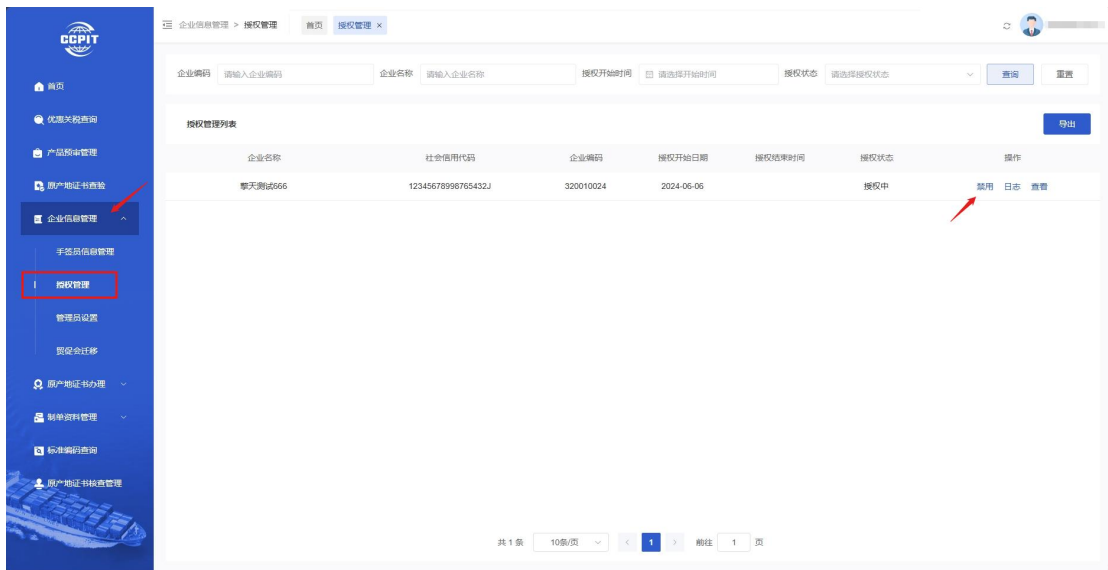 CCPIT
企业信息管理 > 授权管理 首页 授权管理 ×
首页
优惠关税查询
产品预审管理
原产地证书查验
企业信息管理
手签员信息管理
授权管理
管理员设置
贸促会迁移
原产地证书办理
制单资料管理
标准编码查询
原产地证书核查管理
企业编码 请输入企业编码 企业名称 请输入企业名称 授权开始时间 请选择开始时间 授权状态 请选择授权状态 查询 重置
授权管理列表 导出
企业名称 社会信用代码 企业编码 授权开始日期 授权结束时间 授权状态 操作
擎天测试666 12345678998765432J 320010024 2024-06-06 授权中 禁用 日志 查看
共 1 条 10条/页 < 1 > 前往 1 页